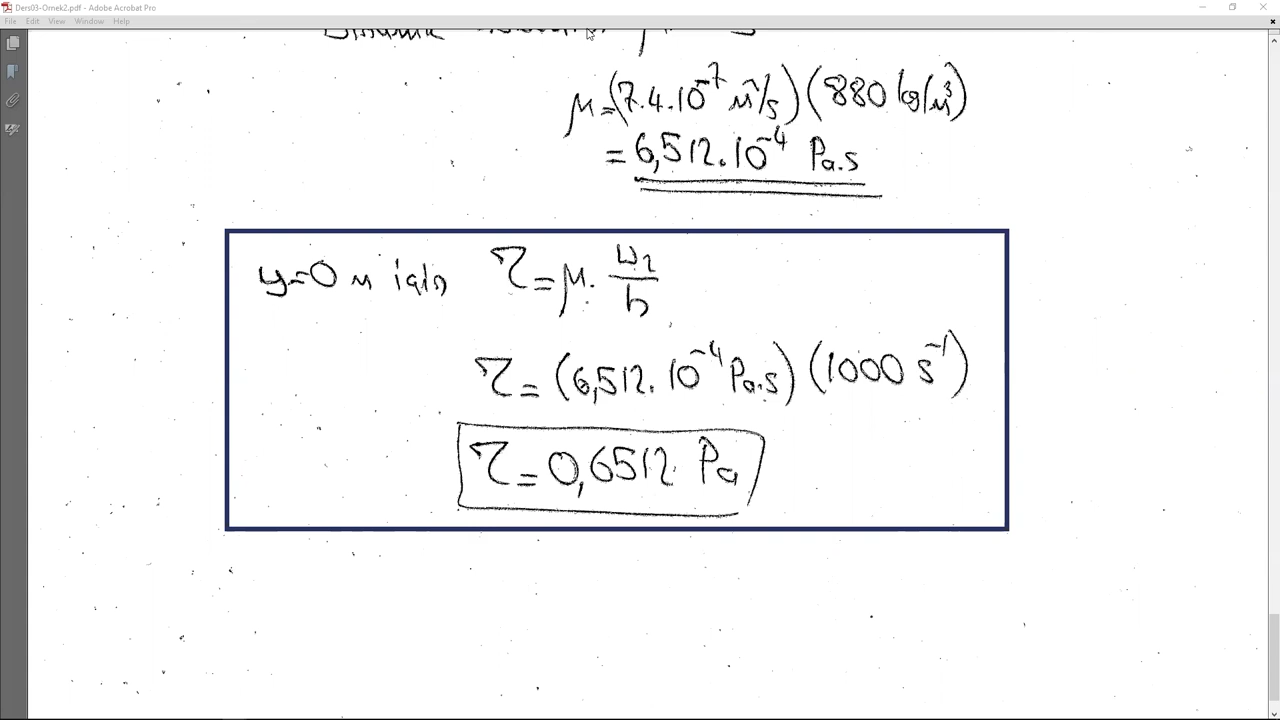 Ders03-Ornek2.pdf - Adobe Acrobat Pro
File Edit View Window Help
μ=(7.4.10⁻⁷ m²/s) (880 kg/m³)
= 6,512.10⁻⁴ Pa.s
y=0 m için τ = μ. u₂/b
τ = (6,512.10⁻⁴ Pa.s) (1000 s⁻¹)
τ = 0,6512 Pa